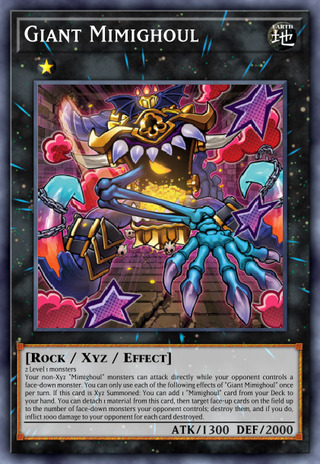 Giant Mimighoul
EARTH
地
[Rock / Xyz / Effect]
2 Level 1 monsters
Your non-Xyz "Mimighoul" monsters can attack directly while your opponent controls a
face-down monster. You can only use each of the following effects of "Giant Mimighoul" once
per turn. If this card is Xyz Summoned: You can add 1 "Mimighoul" card from your Deck to
your hand. You can detach 1 material from this card, then target face-up cards on the field up
to the number of face-down monsters your opponent controls; destroy them, and if you do,
inflict 1000 damage to your opponent for each card destroyed.
ATK/1300 DEF/2000